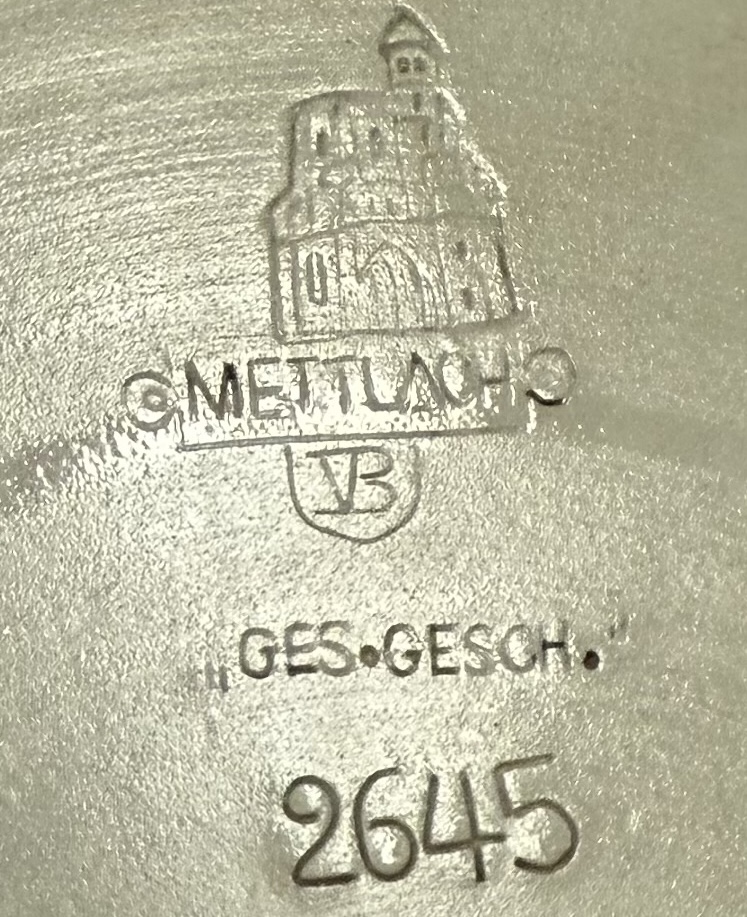 METTLACH
VB
„GES.GESCH.“
2645